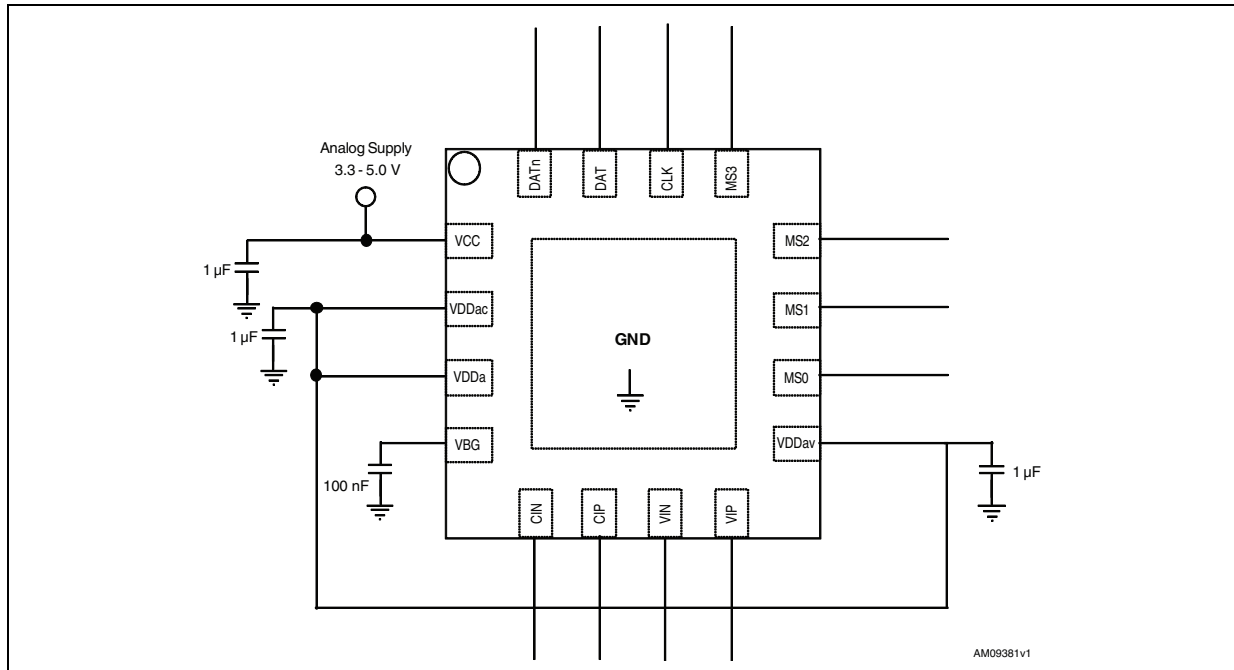 Analog Supply
3.3 - 5.0 V
DATn
DAT
CLK
MS3
VCC
MS2
1 µF
VDDac
MS1
1 µF
GND
VDDa
MS0
VBG
VDDav
100 nF
1 µF
CIN
CIP
VIN
VIP
AM09381v1